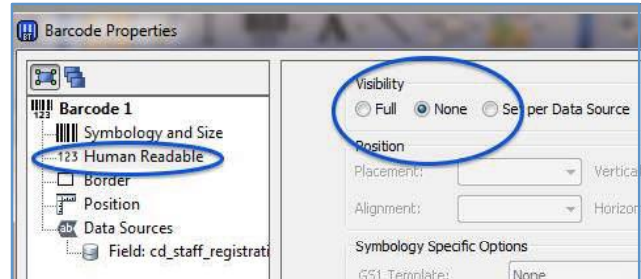 Barcode Properties
Barcode 1
Symbology and Size
123 Human Readable
Border
Position
Data Sources
Field: cd_staff_registrati
Visibility
Full None Set per Data Source
Position
Placement: Vertica
Alignment: Horizor
Symbology Specific Options
GS1 Template: None